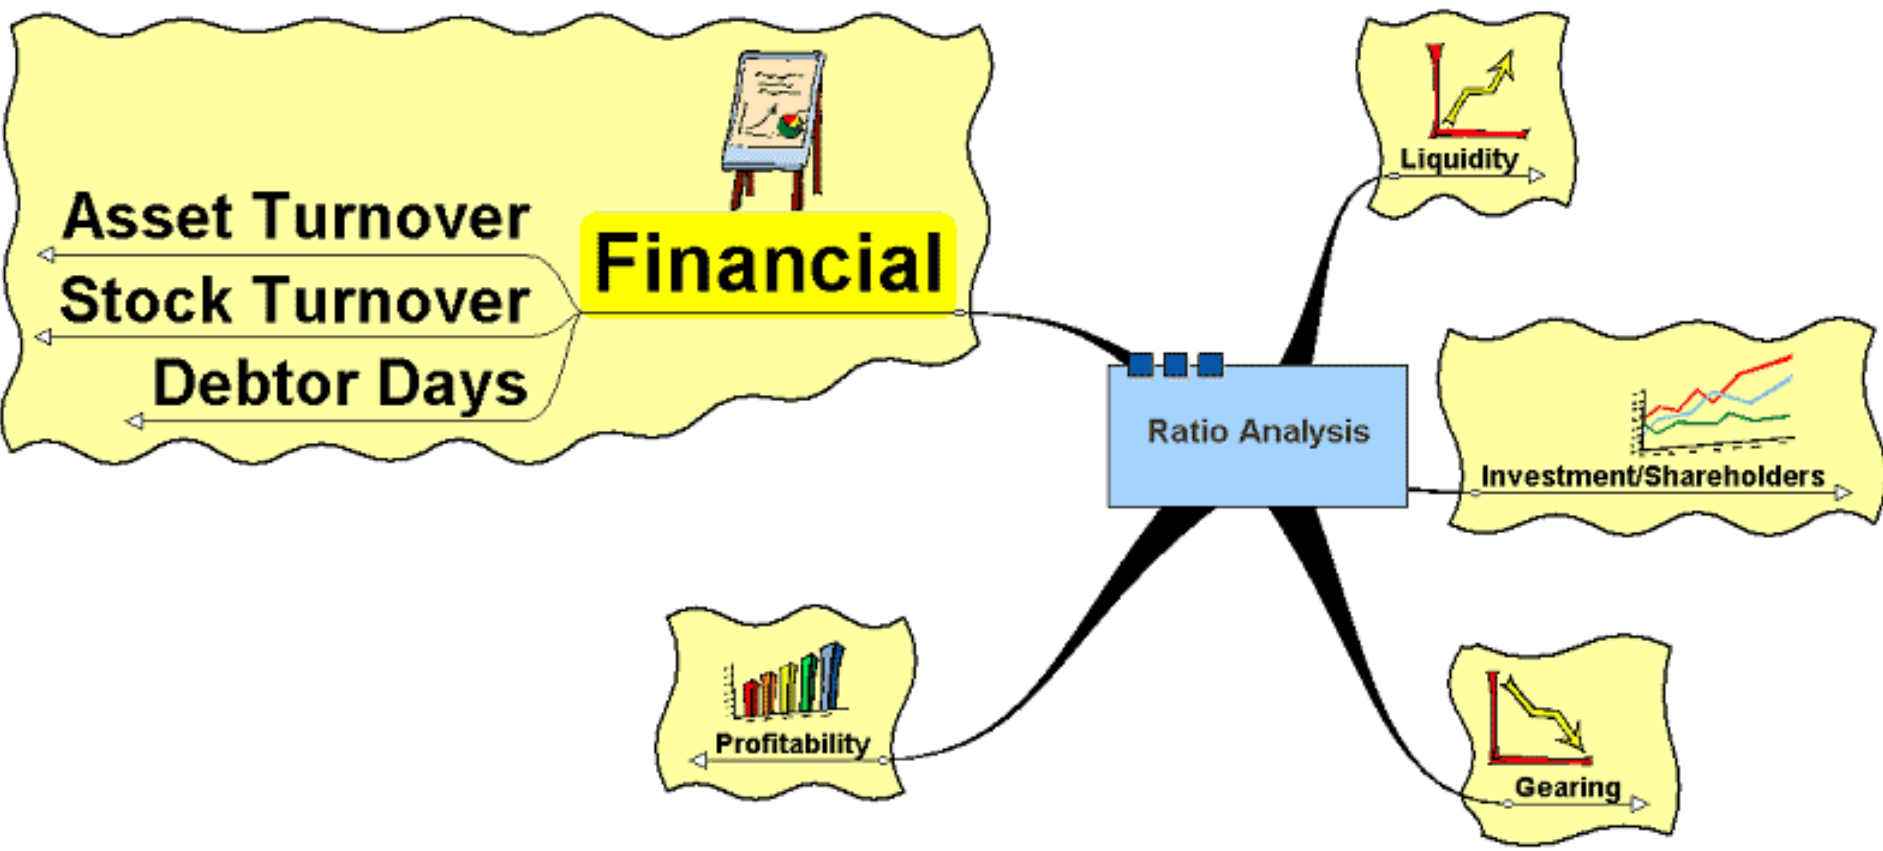 Financial
Asset Turnover
Stock Turnover
Debtor Days
Liquidity
Ratio Analysis
Investment/Shareholders
Profitability
Gearing